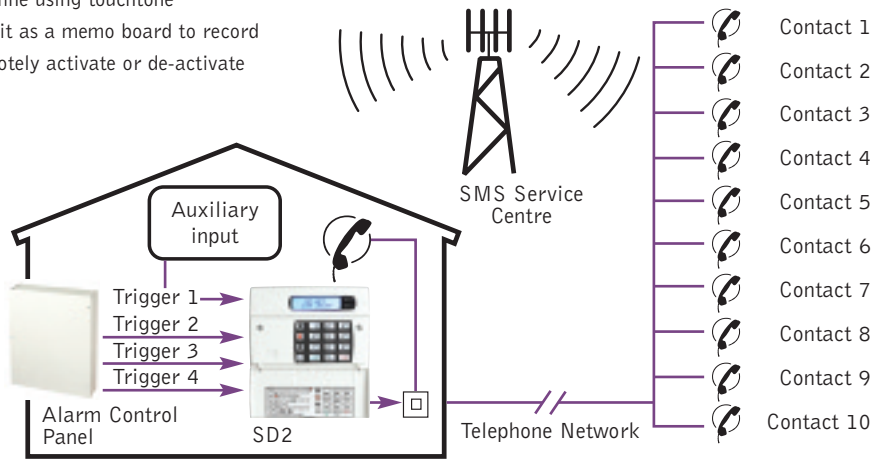 using touchtone
it as a memo board to record
activate or de-activate
Contact 1
Contact 2
Contact 3
Contact 4
Contact 5
Contact 6
Contact 7
Contact 8
Contact 9
Contact 10
SMS Service
Centre
Auxiliary
input
Trigger 1
Trigger 2
Trigger 3
Trigger 4
Alarm Control
Panel
SD2
Telephone Network